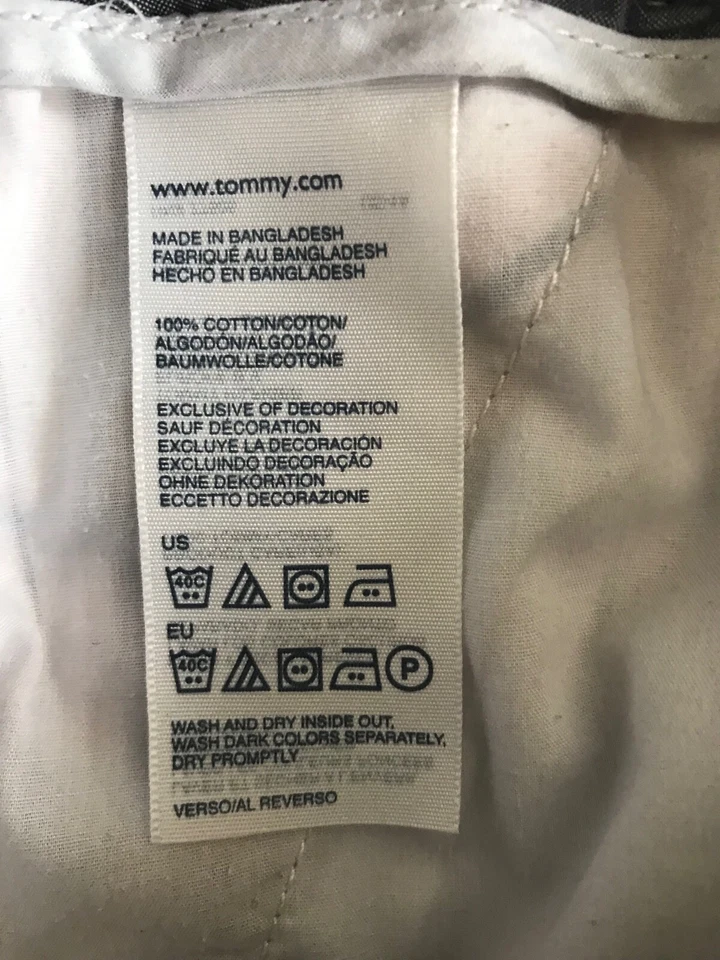 www.tommy.com
MADE IN BANGLADESH
FABRIQUÉ AU BANGLADESH
HECHO EN BANGLADESH
100% COTTON/COTON/
ALGODÓN/ALGODÃO/
BAUMWOLLE/COTONE
EXCLUSIVE OF DECORATION
SAUF DÉCORATION
EXCLUYE LA DECORACIÓN
EXCLUINDO DECORAÇÃO
OHNE DEKORATION
ECCETTO DECORAZIONE
US
40C
EU
40C P
WASH AND DRY INSIDE OUT,
WASH DARK COLORS SEPARATELY,
DRY PROMPTLY
VERSO/AL REVERSO